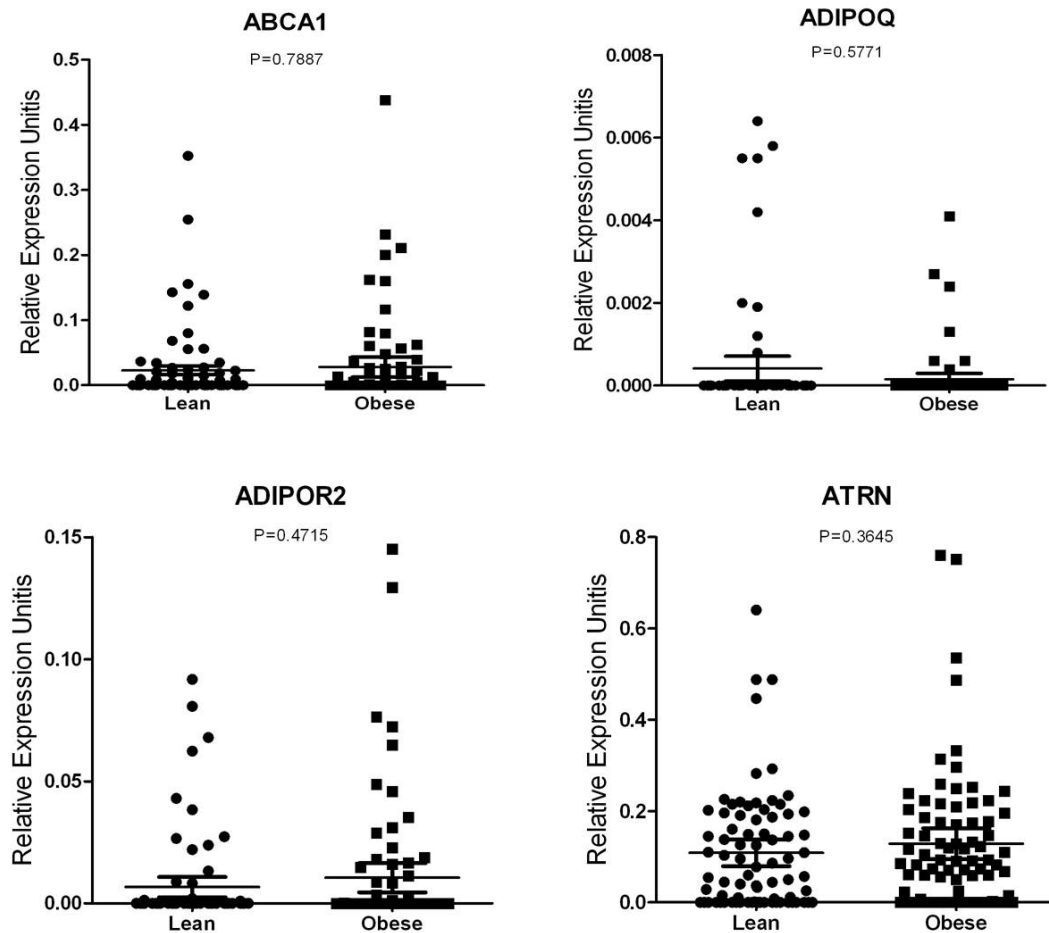 ABCA1
P=0.7887
Relative Expression Unitis
0.5
0.4
0.3
0.2
0.1
0.0
Lean
Obese
ADIPOQ
P=0.5771
Relative Expression Unitis
0.008
0.006
0.004
0.002
0.000
Lean
Obese
ADIPOR2
P=0.4715
Relative Expression Unitis
0.15
0.10
0.05
0.00
Lean
Obese
ATRN
P=0.3645
Relative Expression Unitis
0.8
0.6
0.4
0.2
0.0
Lean
Obese